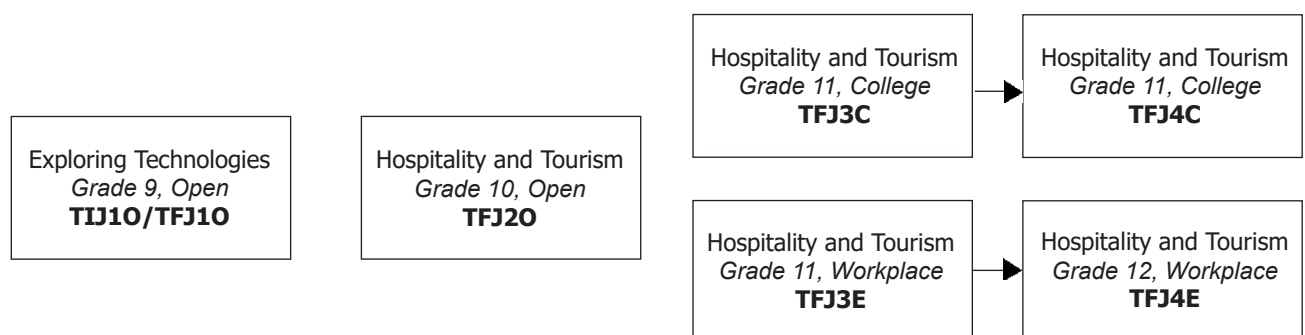 Exploring Technologies
Grade 9, Open
TIJ1O/TFJ1O
Hospitality and Tourism
Grade 10, Open
TFJ2O
Hospitality and Tourism
Grade 11, College
TFJ3C
Hospitality and Tourism
Grade 11, College
TFJ4C
Hospitality and Tourism
Grade 11, Workplace
TFJ3E
Hospitality and Tourism
Grade 12, Workplace
TFJ4E